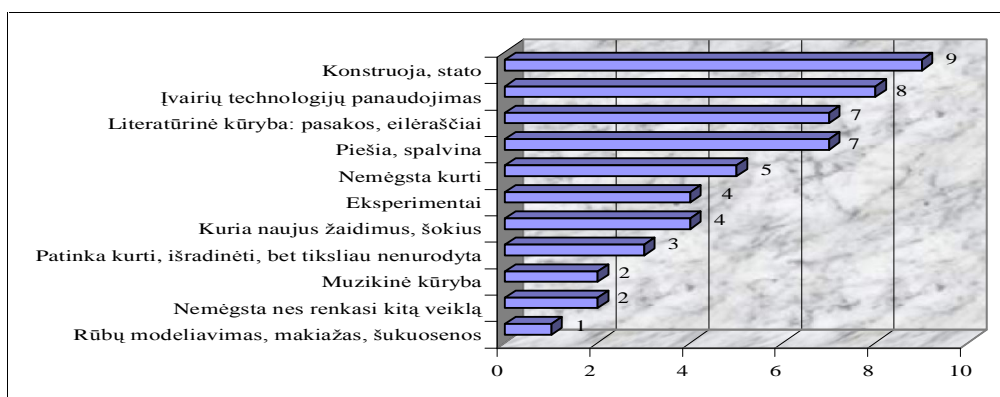 Konstruoja, stato 9
Įvairių technologijų panaudojimas 8
Literatūrinė kūryba: pasakos, eilėraščiai 7
Piešia, spalvina 7
Nemėgsta kurti 5
Eksperimentai 4
Kuria naujus žaidimus, šokius 4
Patinka kurti, išradinėti, bet tiksliau nenurodyta 3
Muzikinė kūryba 2
Nemėgsta nes renkasi kitą veiklą 2
Rūbų modeliavimas, makiažas, šukuosenos 1
0 2 4 6 8 10